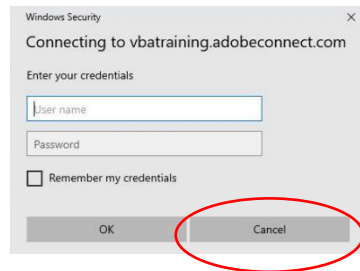 Windows Security
Connecting to vbatraining.adobeconnect.com
Enter your credentials
User name
Password
Remember my credentials
OK Cancel